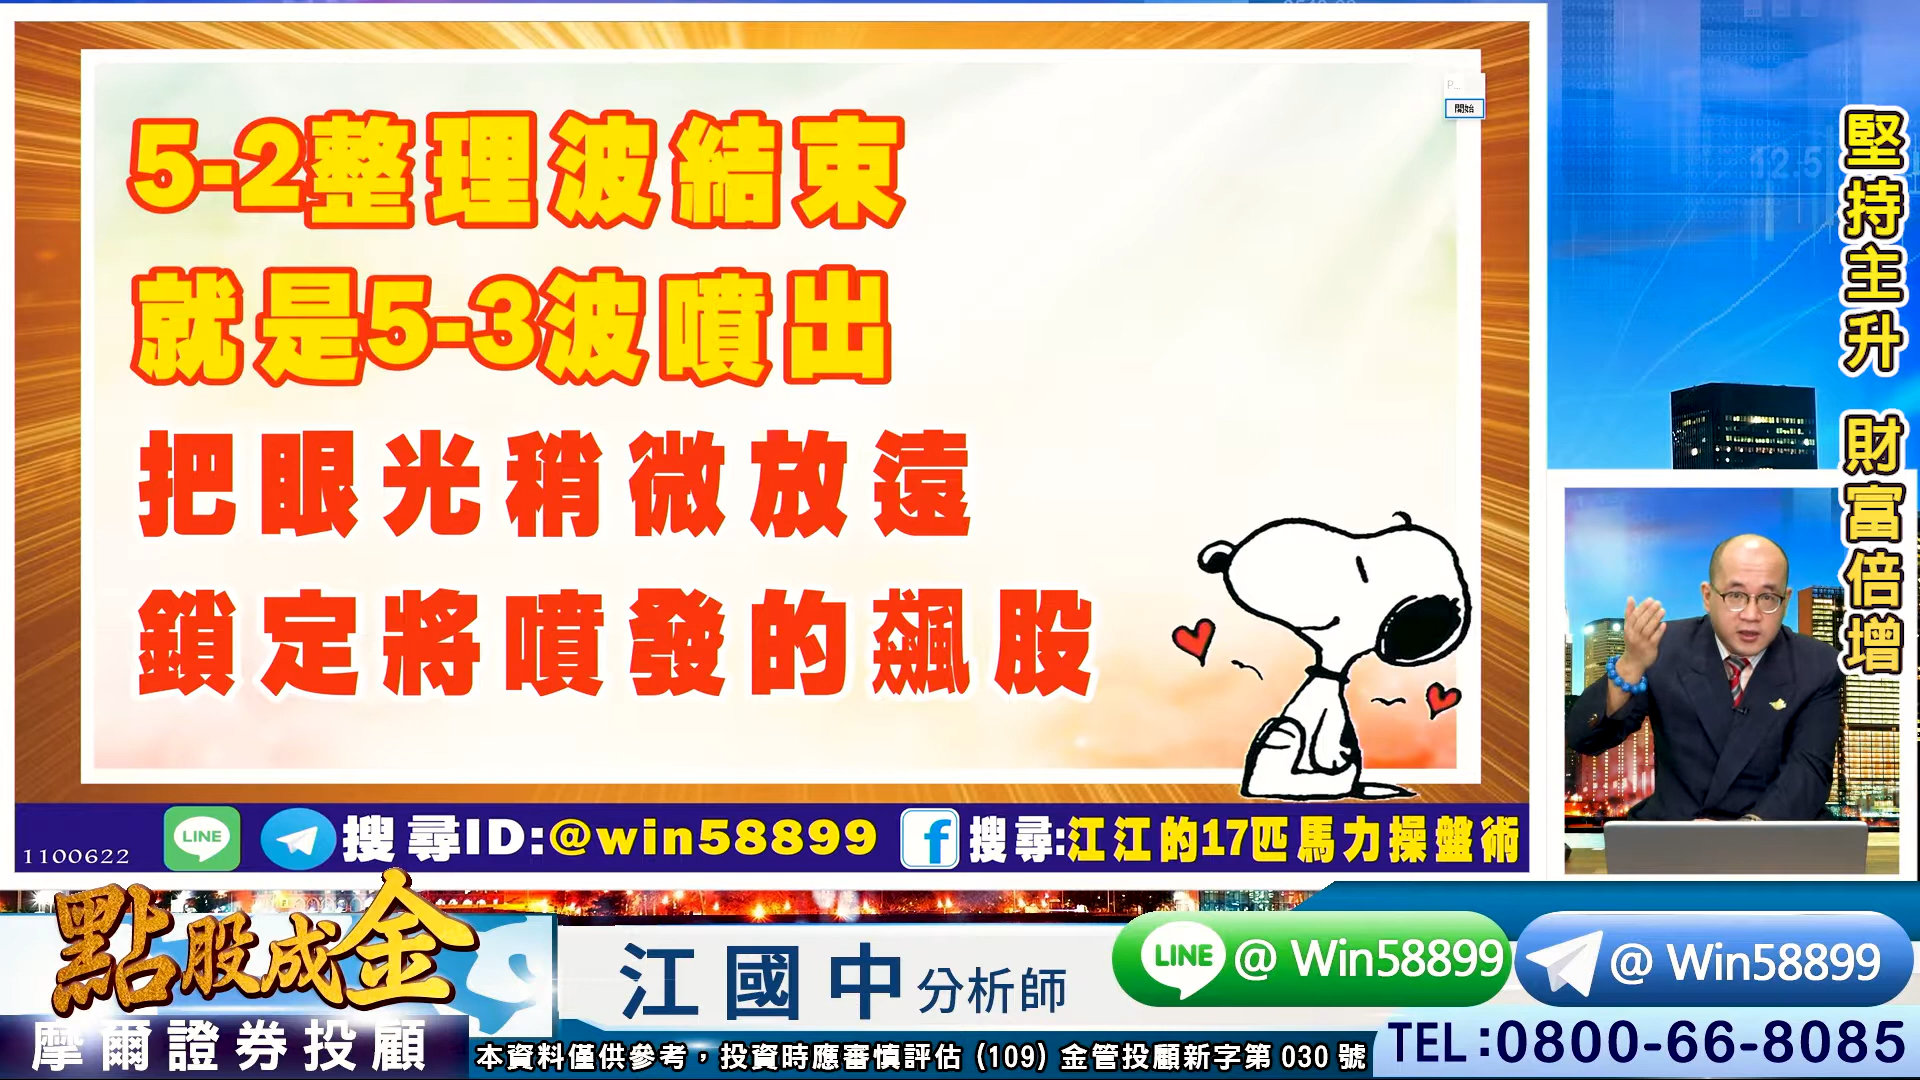 5-2整理波結束
就是5-3波噴出
把眼光稍微放遠
鎖定將噴發的飆股
開始
堅持主升 財富倍增
1100622
LINE
搜尋ID:@win58899
f
搜尋:江江的17匹馬力操盤術
點股成金
摩爾證券投顧
江國中分析師
LINE @ Win58899
@ Win58899
TEL:0800-66-8085
本資料僅供參考，投資時應審慎評估 (109) 金管投顧新字第 030 號